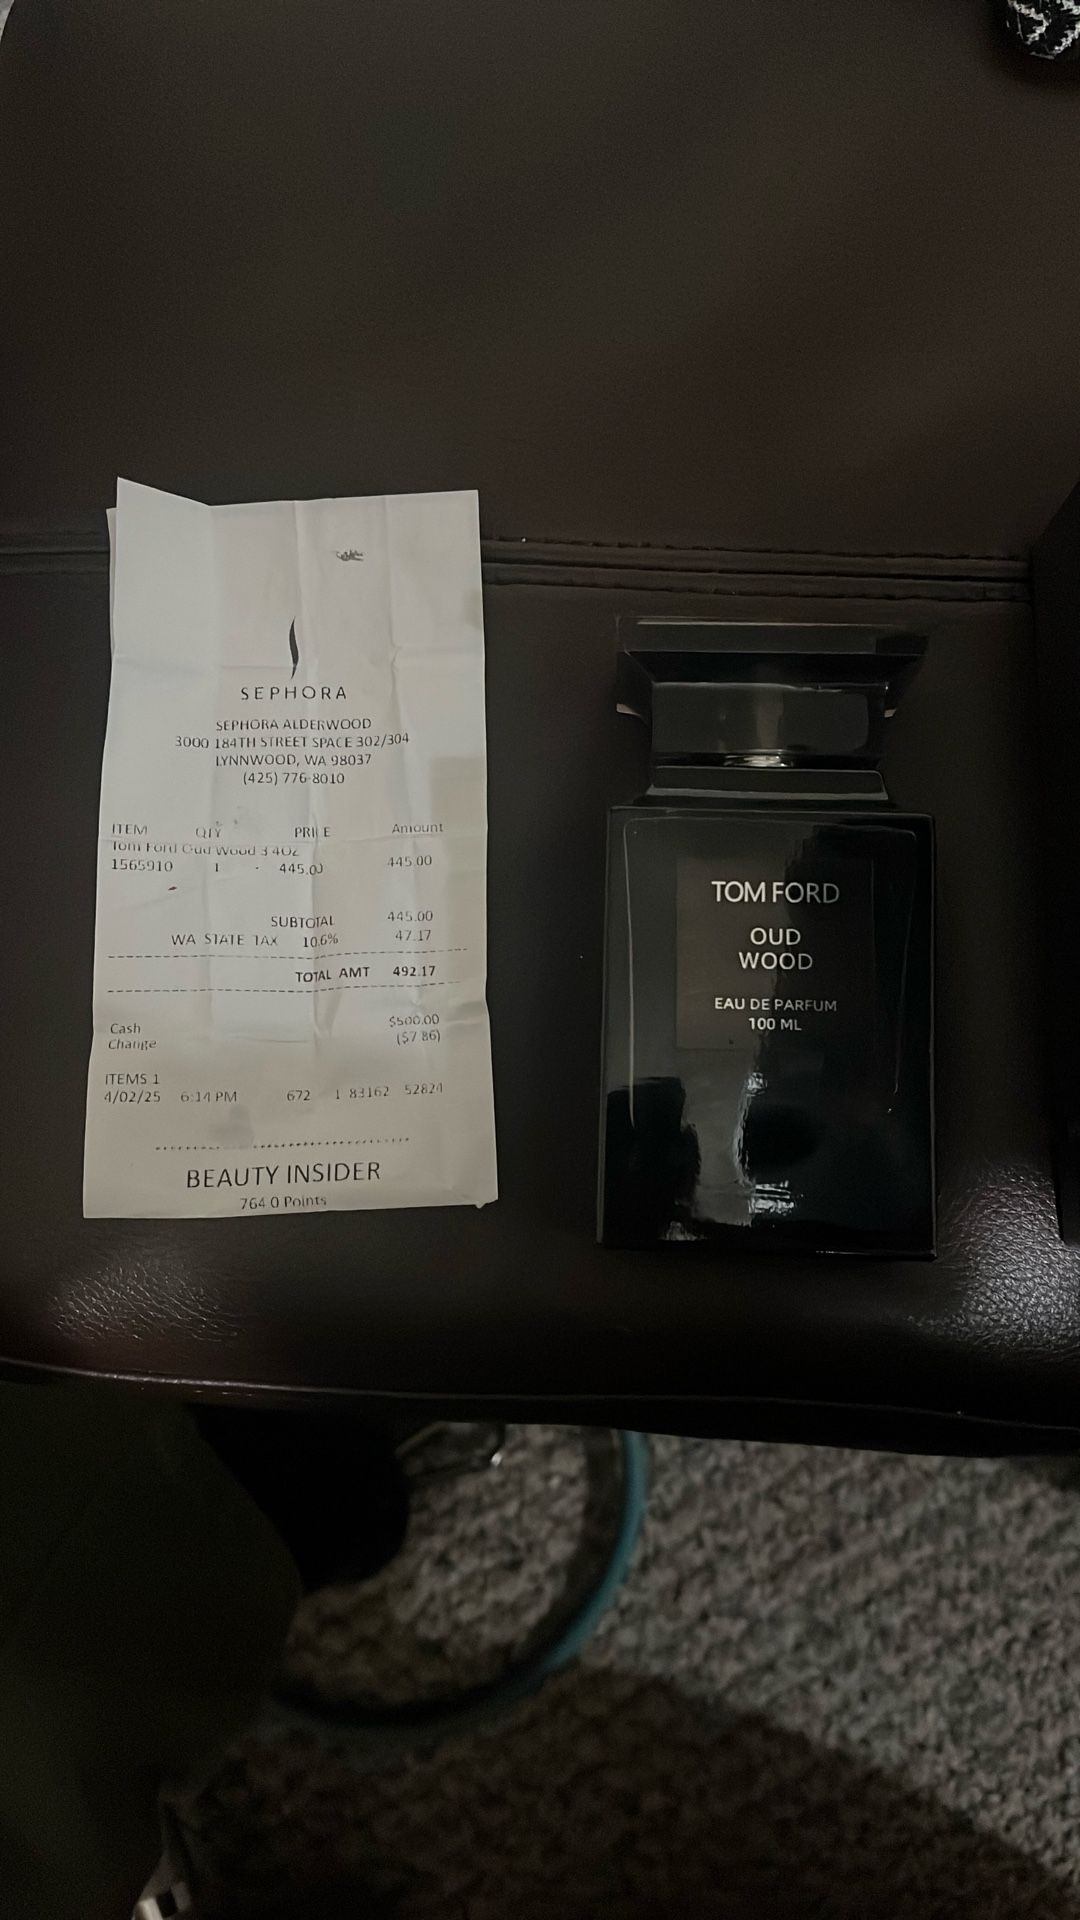 SEPHORA
SEPHORA ALDERWOOD
3000 184TH STREET SPACE 302/304
LYNNWOOD, WA 98037
(425) 776-8010
ITEM QTY PRICE Amount
Tom Ford Oud Wood 3 4OZ
1565910 1 - 445.00 445.00
SUBTOTAL 445.00
WA STATE TAX 10.6% 47.17
TOTAL AMT 492.17
Cash $500.00
Change ($7 86)
ITEMS 1
4/02/25 6:14 PM 672 1 83162 52824
BEAUTY INSIDER
764 0 Points
TOM FORD
OUD
WOOD
EAU DE PARFUM
100 ML